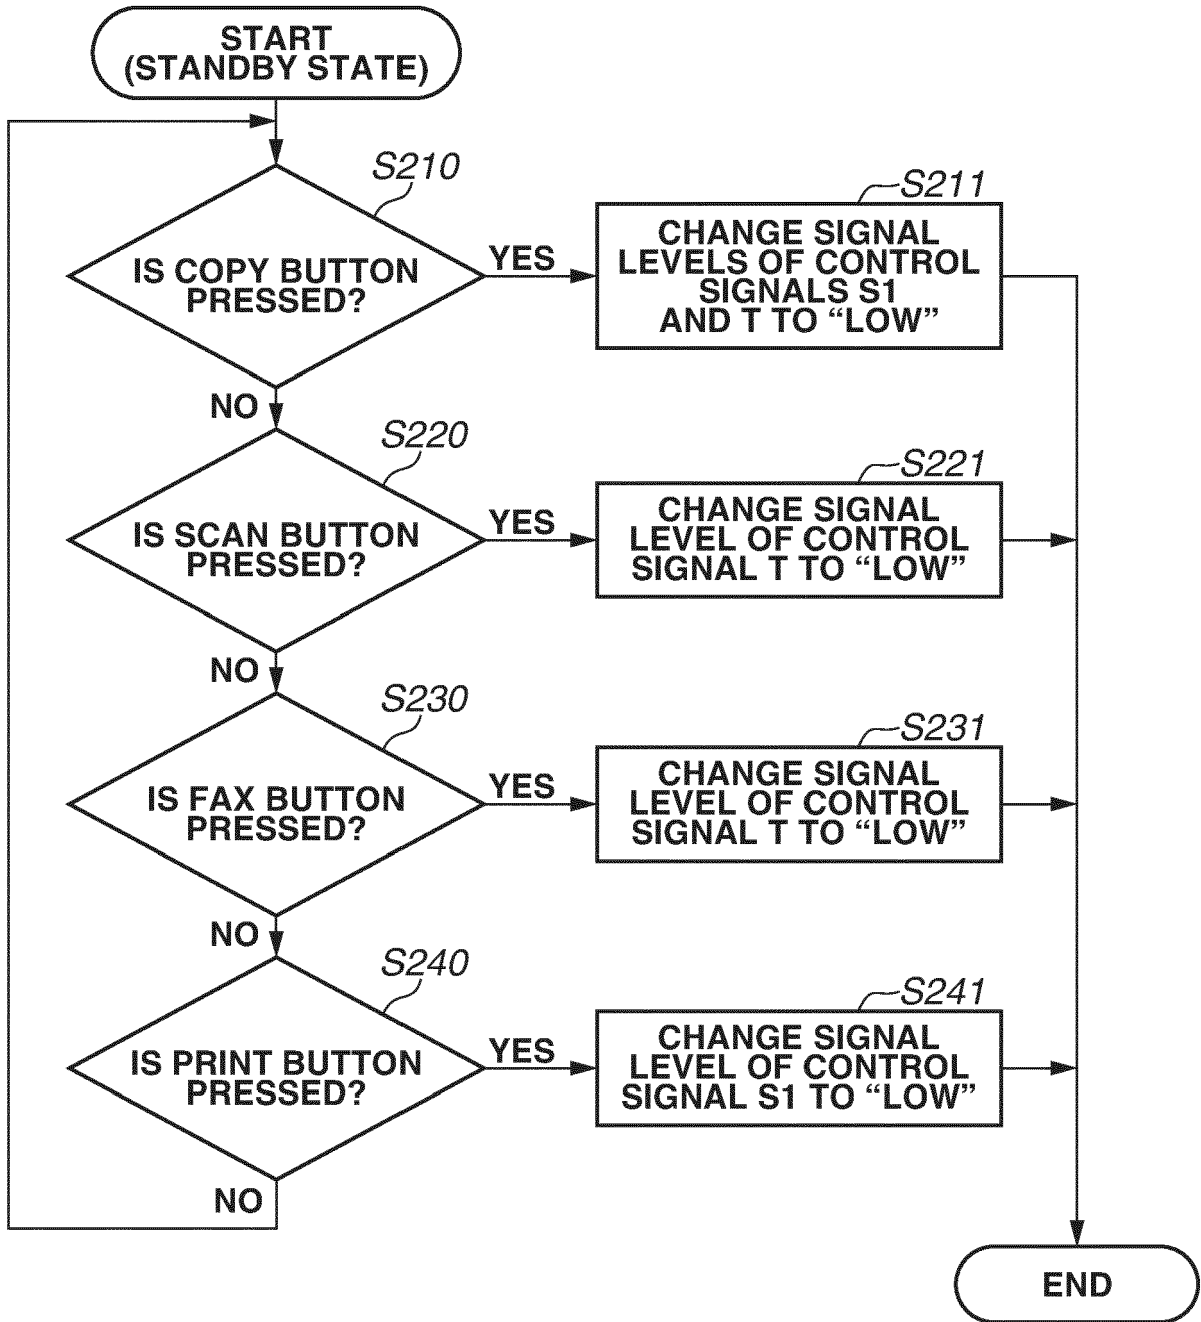 START
(STANDBY STATE)
S210
IS COPY BUTTON
PRESSED?
YES
S211
CHANGE SIGNAL
LEVELS OF CONTROL
SIGNALS S1
AND T TO “LOW”
NO
S220
IS SCAN BUTTON
PRESSED?
YES
S221
CHANGE SIGNAL
LEVEL OF CONTROL
SIGNAL T TO “LOW”
NO
S230
IS FAX BUTTON
PRESSED?
YES
S231
CHANGE SIGNAL
LEVEL OF CONTROL
SIGNAL T TO “LOW”
NO
S240
IS PRINT BUTTON
PRESSED?
YES
S241
CHANGE SIGNAL
LEVEL OF CONTROL
SIGNAL S1 TO “LOW”
NO
END